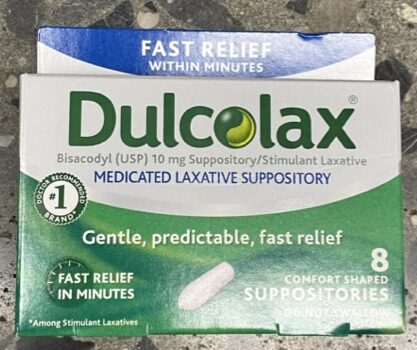 FAST RELIEF
WITHIN MINUTES
Dulcolax®
Bisacodyl (USP) 10 mg Suppository/Stimulant Laxative
MEDICATED LAXATIVE SUPPOSITORY
DOCTOR RECOMMENDED
#1*
BRAND
Gentle, predictable, fast relief
FAST RELIEF
IN MINUTES
8
COMFORT SHAPED
SUPPOSITORIES
DO NOT SWALLOW
*Among Stimulant Laxatives